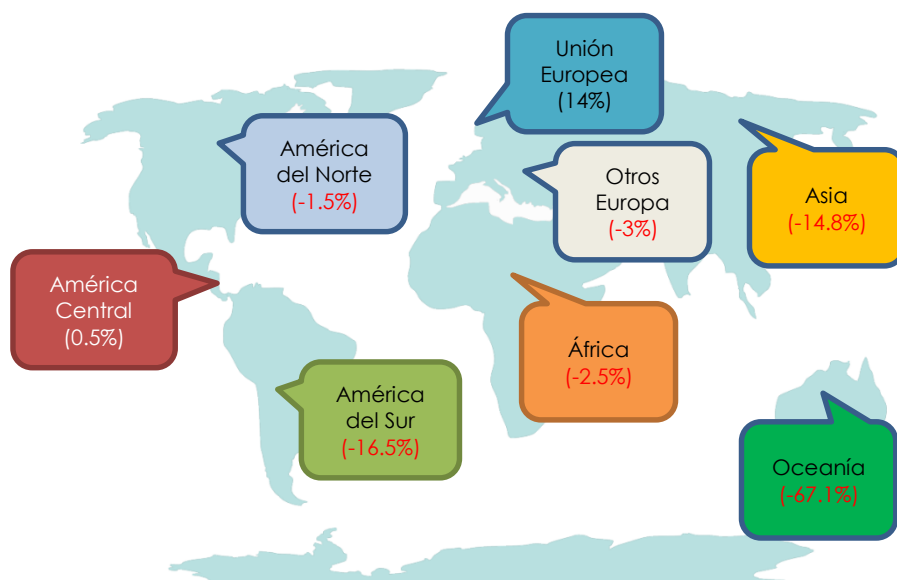 Unión
Europea
(14%)
América
del Norte
(-1.5%)
Otros
Europa
(-3%)
Asia
(-14.8%)
América
Central
(0.5%)
África
(-2.5%)
América
del Sur
(-16.5%)
Oceanía
(-67.1%)